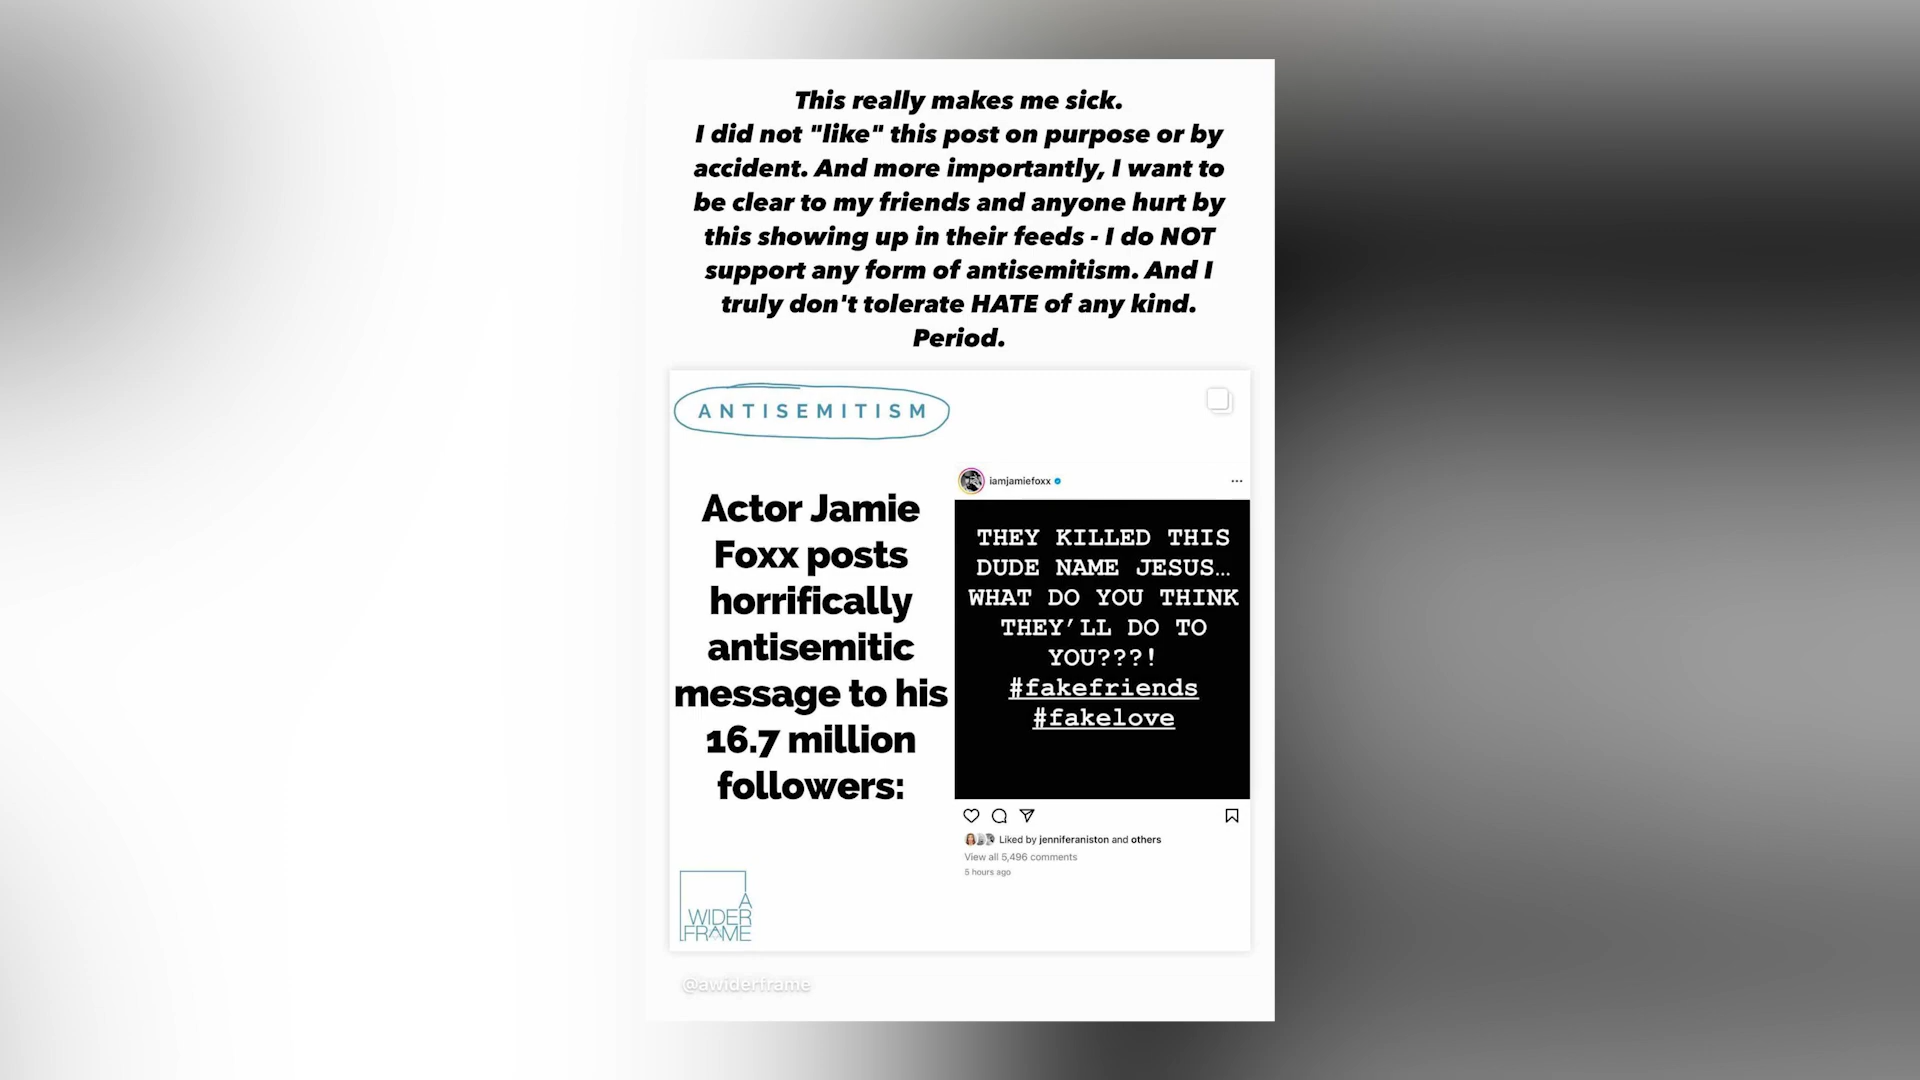 This really makes me sick.
I did not "like" this post on purpose or by
accident. And more importantly, I want to
be clear to my friends and anyone hurt by
this showing up in their feeds - I do NOT
support any form of antisemitism. And I
truly don't tolerate HATE of any kind.
Period.
ANTISEMITISM
Actor Jamie
Foxx posts
horrifically
antisemitic
message to his
16.7 million
followers:
iamjamiefoxx
THEY KILLED THIS
DUDE NAME JESUS…
WHAT DO YOU THINK
THEY’LL DO TO
YOU???!
#fakefriends
#fakelove
Liked by jenniferaniston and others
View all 5,496 comments
5 hours ago
A
WIDER
FRAME
@awiderframe